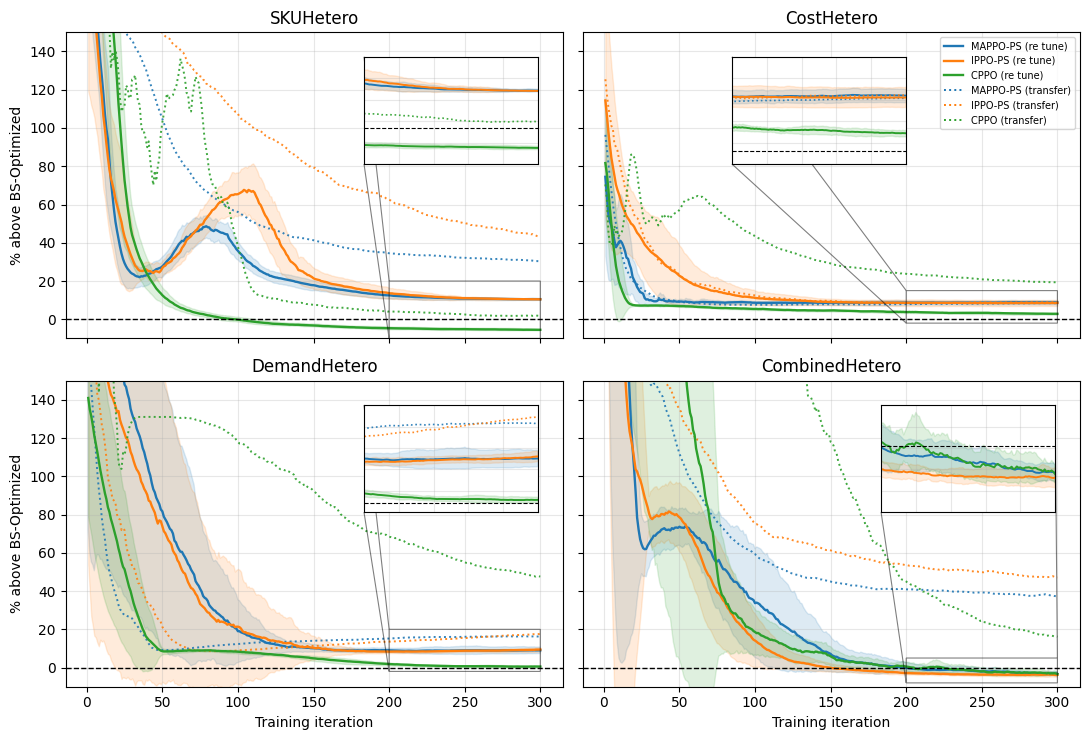 SKUHetero
CostHetero
% above BS-Optimized
140
120
100
80
60
40
20
0
MAPPO-PS (re tune)
IPPO-PS (re tune)
CPPO (re tune)
MAPPO-PS (transfer)
IPPO-PS (transfer)
CPPO (transfer)
DemandHetero
CombinedHetero
% above BS-Optimized
140
120
100
80
60
40
20
0
0 50 100 150 200 250 300
0 50 100 150 200 250 300
Training iteration
Training iteration